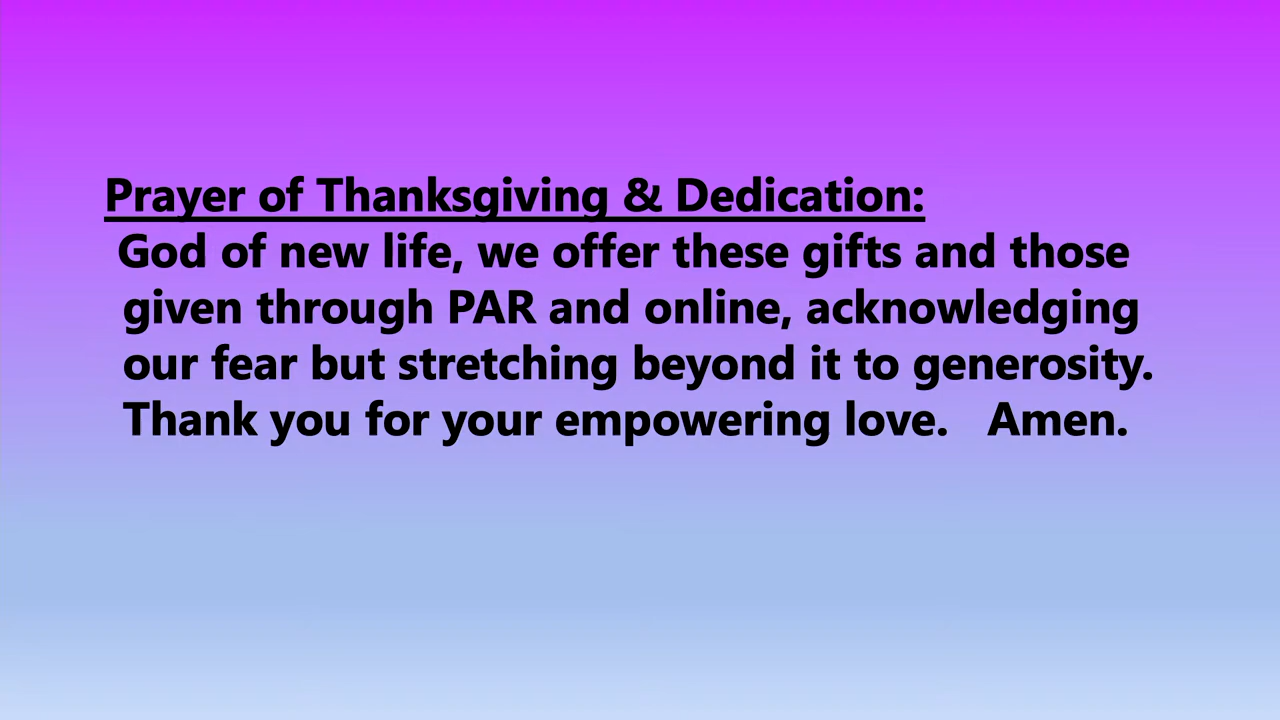 Prayer of Thanksgiving & Dedication:
God of new life, we offer these gifts and those
given through PAR and online, acknowledging
our fear but stretching beyond it to generosity.
Thank you for your empowering love.   Amen.